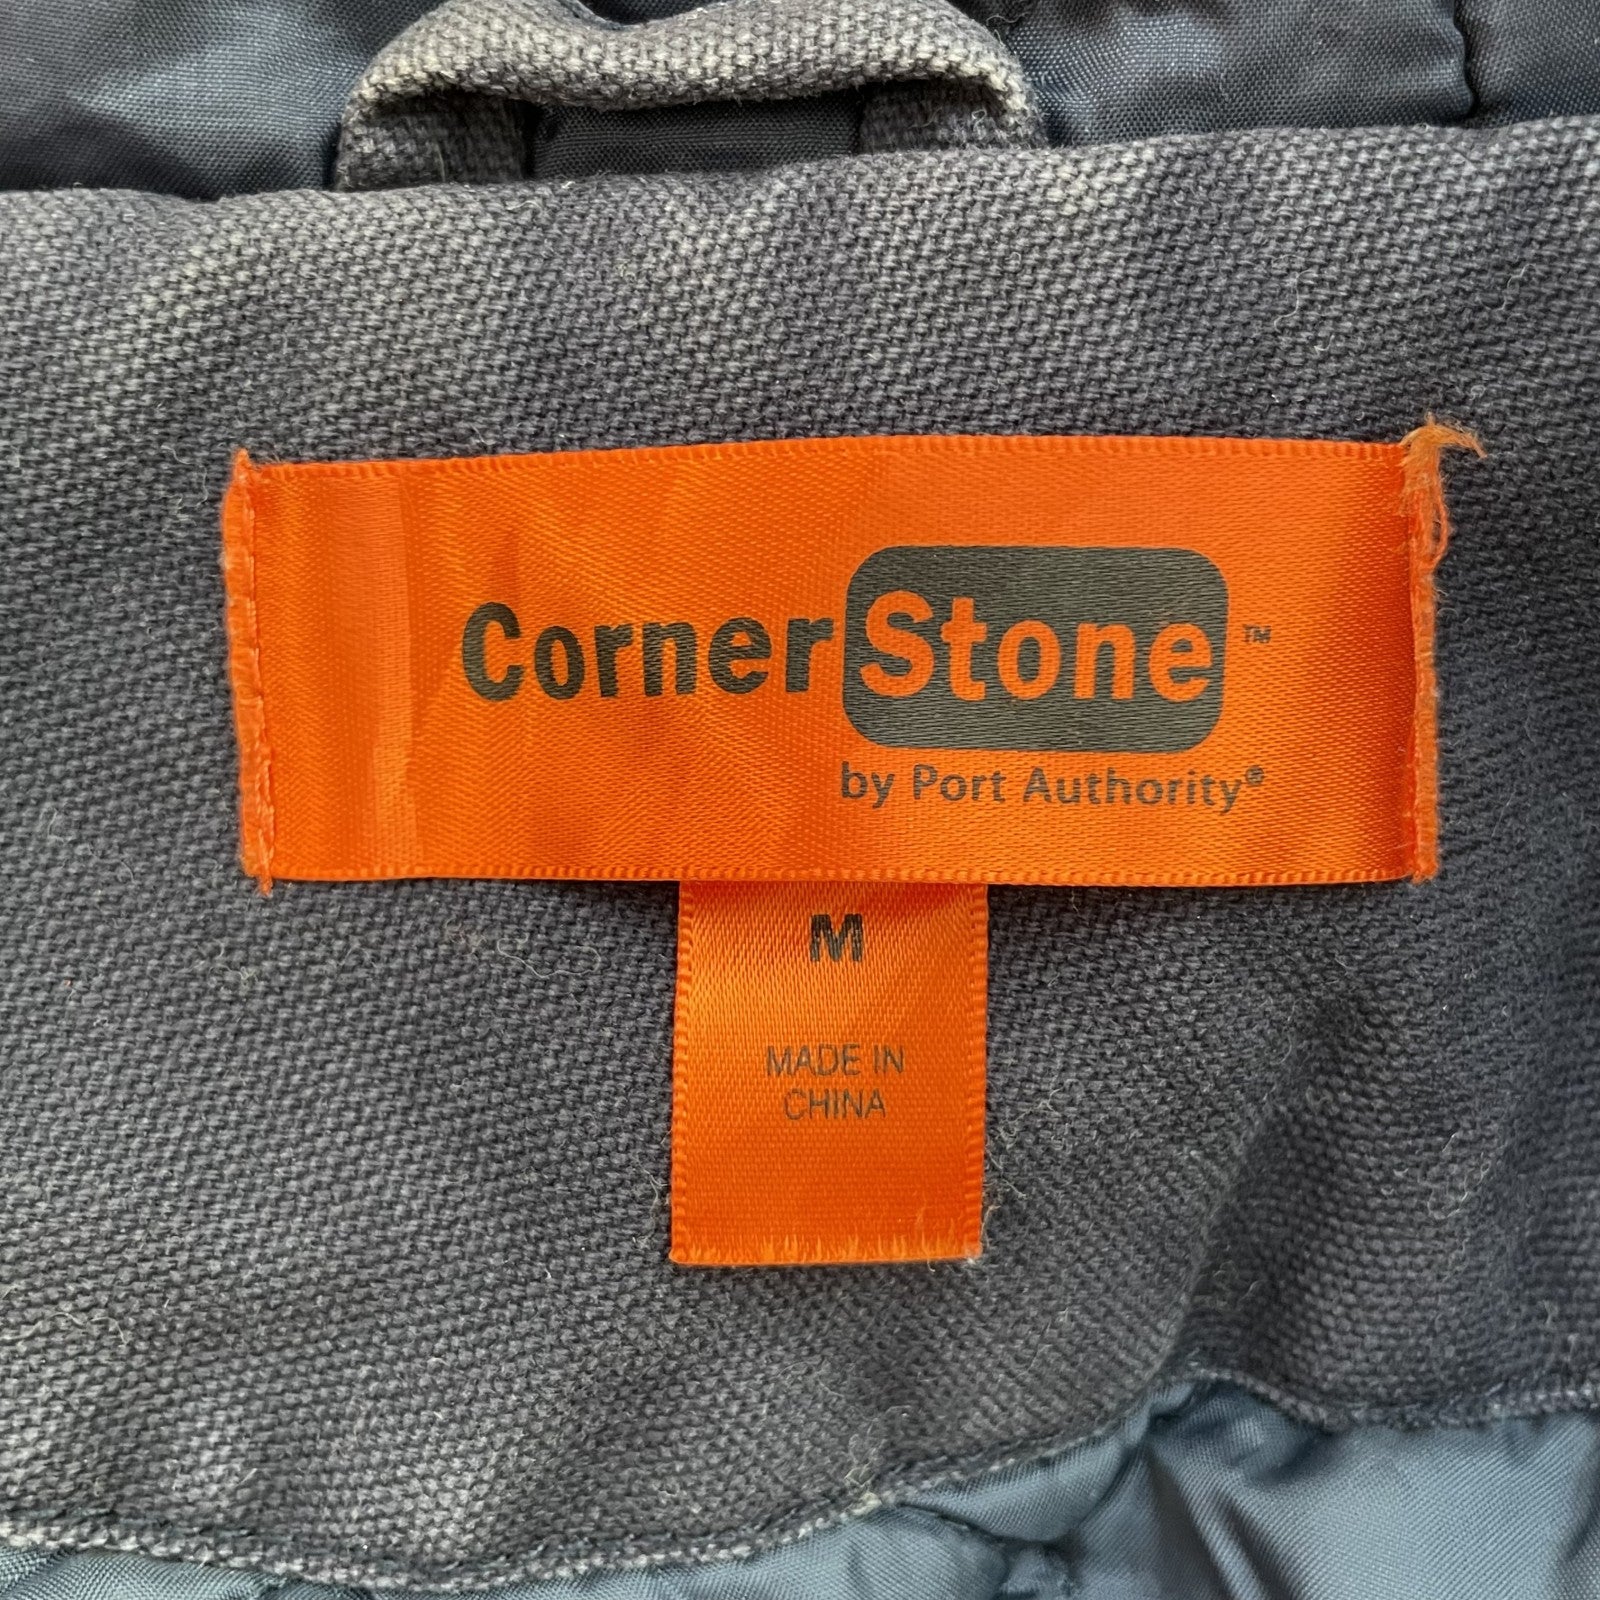 CornerStone™
by Port Authority®
M
MADE IN
CHINA